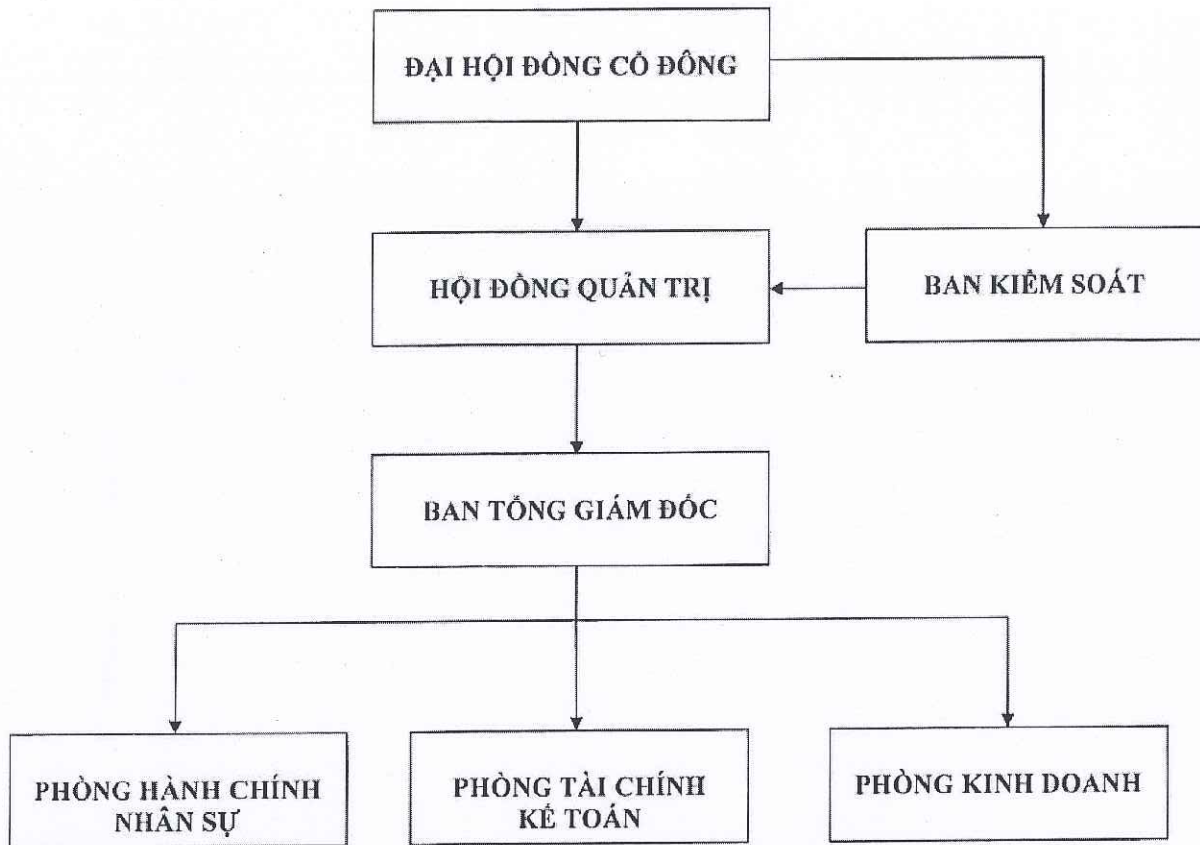 ĐẠI HỘI ĐỒNG CỔ ĐÔNG
HỘI ĐỒNG QUẢN TRỊ
BAN KIỂM SOÁT
BAN TỔNG GIÁM ĐỐC
PHÒNG HÀNH CHÍNH
NHÂN SỰ
PHÒNG TÀI CHÍNH
KẾ TOÁN
PHÒNG KINH DOANH